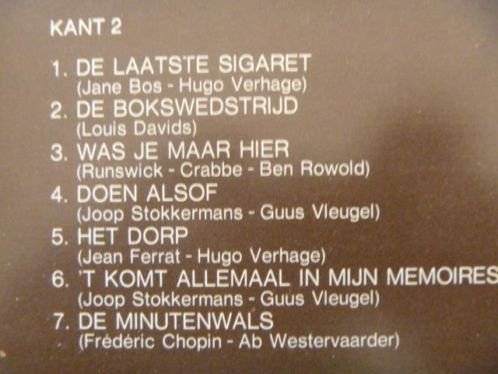 KANT 2
1. DE LAATSTE SIGARET
(Jane Bos - Hugo Verhage)
2. DE BOKSWEDSTRIJD
(Louis Davids)
3. WAS JE MAAR HIER
(Runswick - Crabbe - Ben Rowold)
4. DOEN ALSOF
(Joop Stokkermans - Guus Vleugel)
5. HET DORP
(Jean Ferrat - Hugo Verhage)
6. 'T KOMT ALLEMAAL IN MIJN MEMOIRES
(Joop Stokkermans - Guus Vleugel)
7. DE MINUTENWALS
(Frédéric Chopin - Ab Westervaarder)